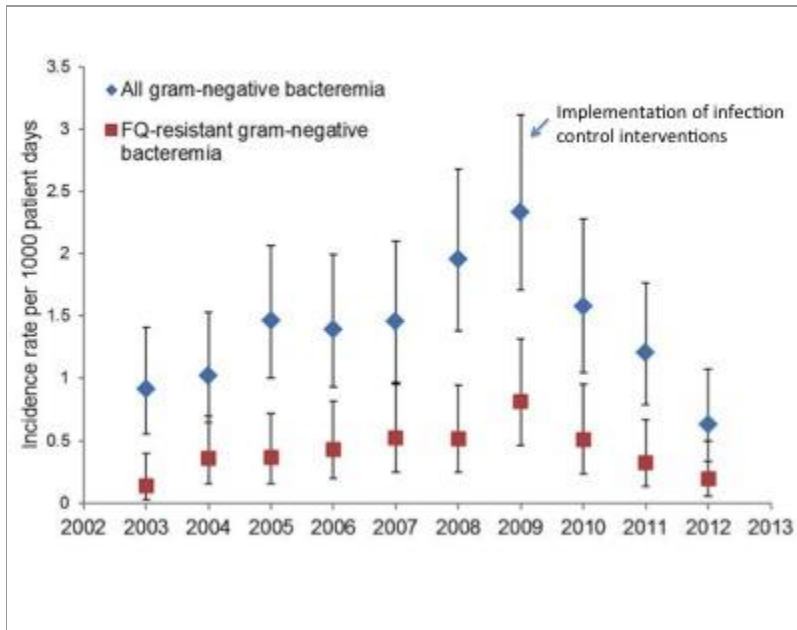 3.5
3
2.5
2
1.5
1
0.5
0
Incidence rate per 1000 patient days
All gram-negative bacteremia
FQ-resistant gram-negative
bacteremia
Implementation of infection
control interventions
2002 2003 2004 2005 2006 2007 2008 2009 2010 2011 2012 2013